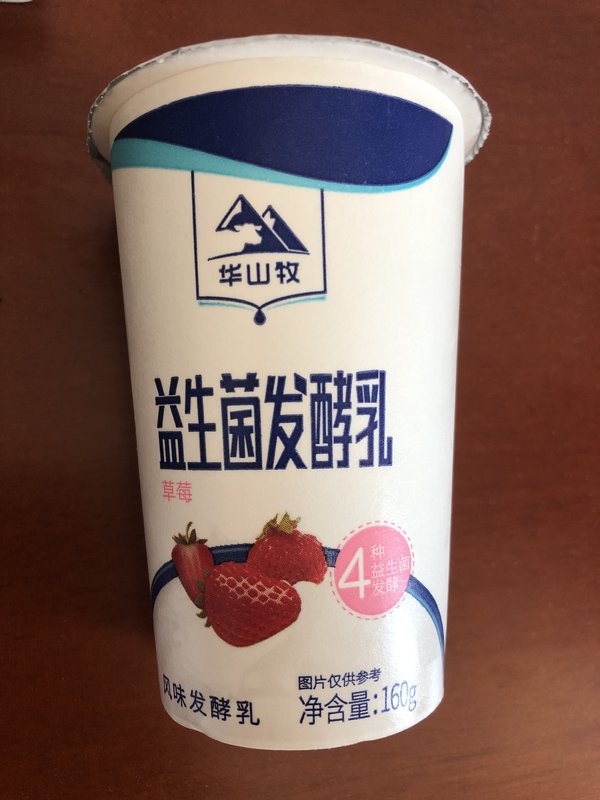 华山牧
益生菌发酵乳
草莓
4种
益生菌
发酵
图片仅供参考
风味发酵乳
净含量:160g